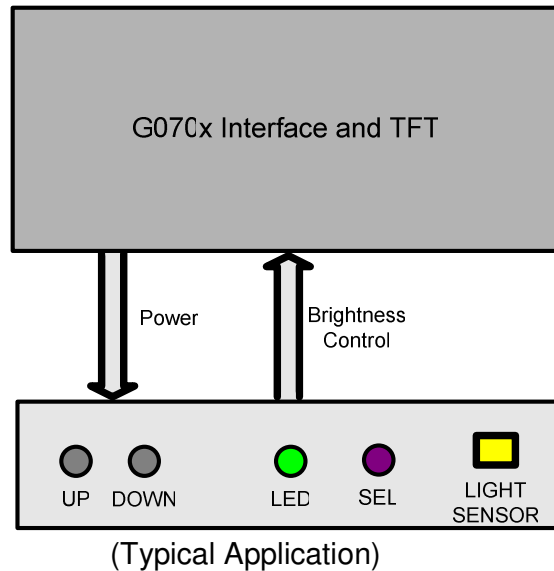 G070x Interface and TFT
Power
Brightness
Control
UP DOWN LED SEL LIGHT
SENSOR
(Typical Application)